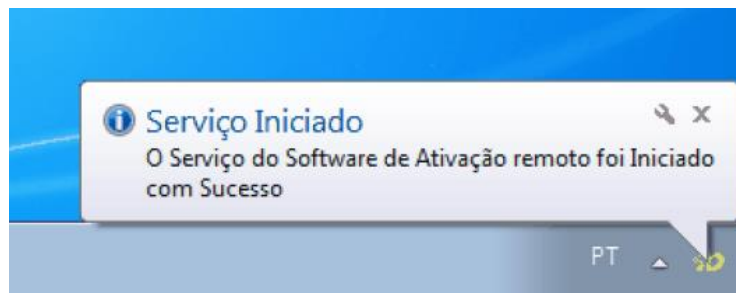 Serviço Iniciado
O Serviço do Software de Ativação remoto foi Iniciado
com Sucesso
PT